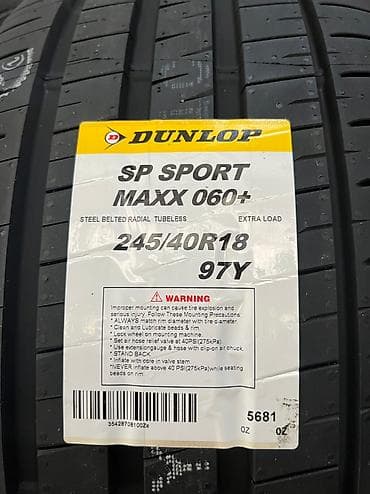 DUNLOP
SP SPORT
MAXX 060+
STEEL BELTED RADIAL TUBELESS EXTRA LOAD
245/40R18
97Y
⚠ WARNING
Improper mounting can cause tire explosion and
serious injury. Follow These Mounting Precautions:
* ALWAYS match rim diameter with tire diameter.
* Clean and Lubricate beads & rim.
* Lock wheel on mounting machine.
* Set air hose relief valve at 40PSI(275kPa)
* Use extensiongauge & hose with clip-on air chuck.
* STAND BACK
* Inflate with core in valve stem.
*NEVER inflate above 40 PSI(275kPa)while seating
beads on rim.
5681
OZ OZ